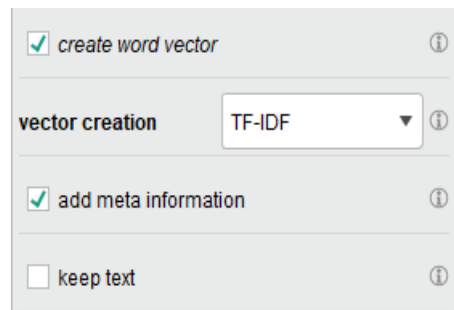 create word vector
vector creation TF-IDF
add meta information
keep text